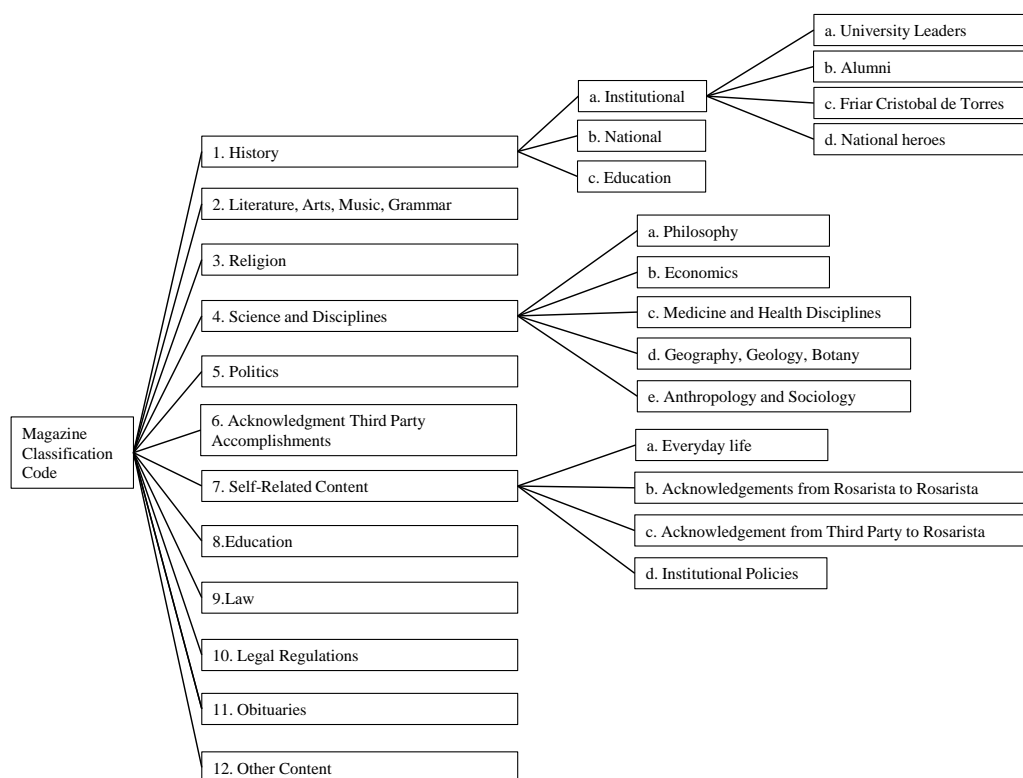 Magazine
Classification
Code
1. History
a. Institutional
a. University Leaders
b. Alumni
c. Friar Cristobal de Torres
d. National heroes
b. National
c. Education
2. Literature, Arts, Music, Grammar
3. Religion
4. Science and Disciplines
a. Philosophy
b. Economics
c. Medicine and Health Disciplines
d. Geography, Geology, Botany
e. Anthropology and Sociology
5. Politics
6. Acknowledgment Third Party
Accomplishments
7. Self-Related Content
a. Everyday life
b. Acknowledgements from Rosarista to Rosarista
c. Acknowledgement from Third Party to Rosarista
d. Institutional Policies
8.Education
9.Law
10. Legal Regulations
11. Obituaries
12. Other Content